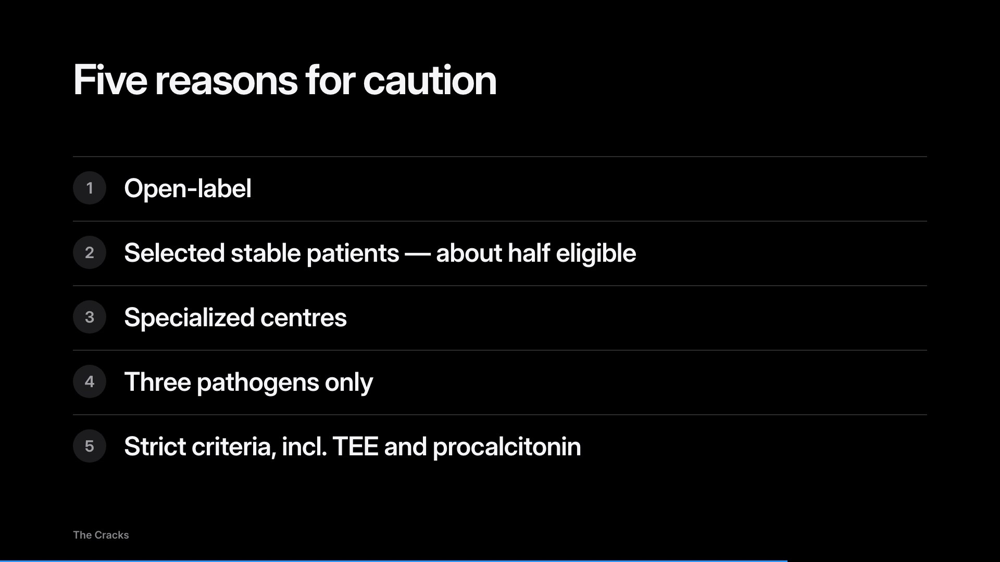 Five reasons for caution
1 Open-label
2 Selected stable patients — about half eligible
3 Specialized centres
4 Three pathogens only
5 Strict criteria, incl. TEE and procalcitonin
The Cracks